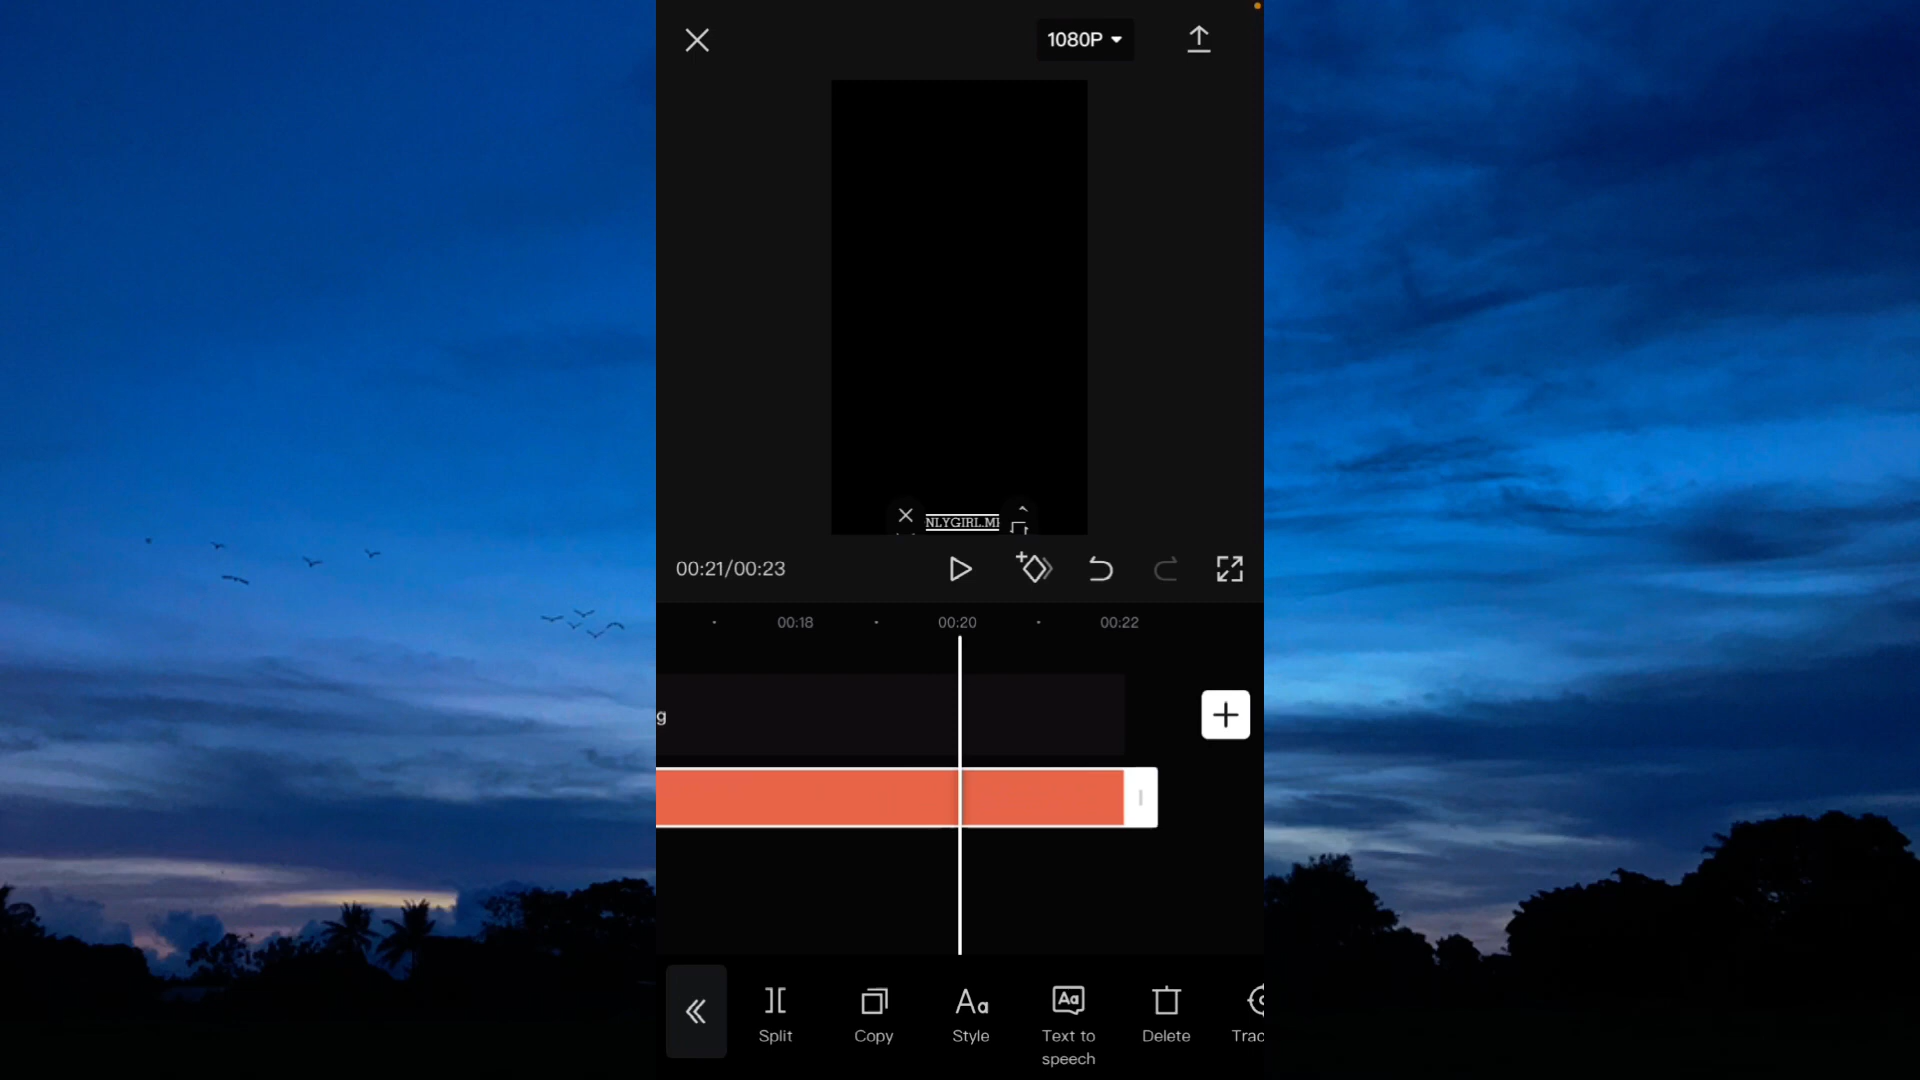 1080P
NLYGIRL.M
00:21/00:23
00:18 00:20 00:22
g
Split
Copy
Style
Text to
speech
Delete
Trac